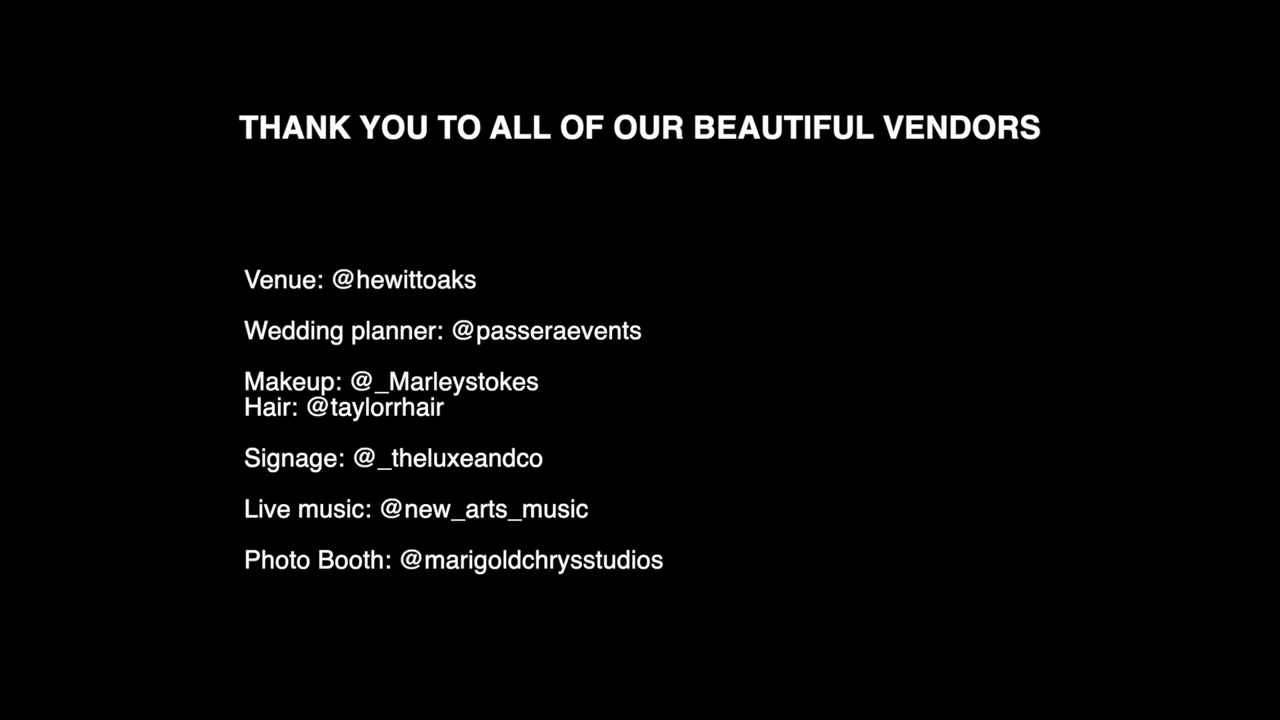 THANK YOU TO ALL OF OUR BEAUTIFUL VENDORS
Venue: @hewittoaks
Wedding planner: @passeraevents
Makeup: @_Marleystokes
Hair: @taylorrhair
Signage: @_theluxeandco
Live music: @new_arts_music
Photo Booth: @marigoldchrysstudios